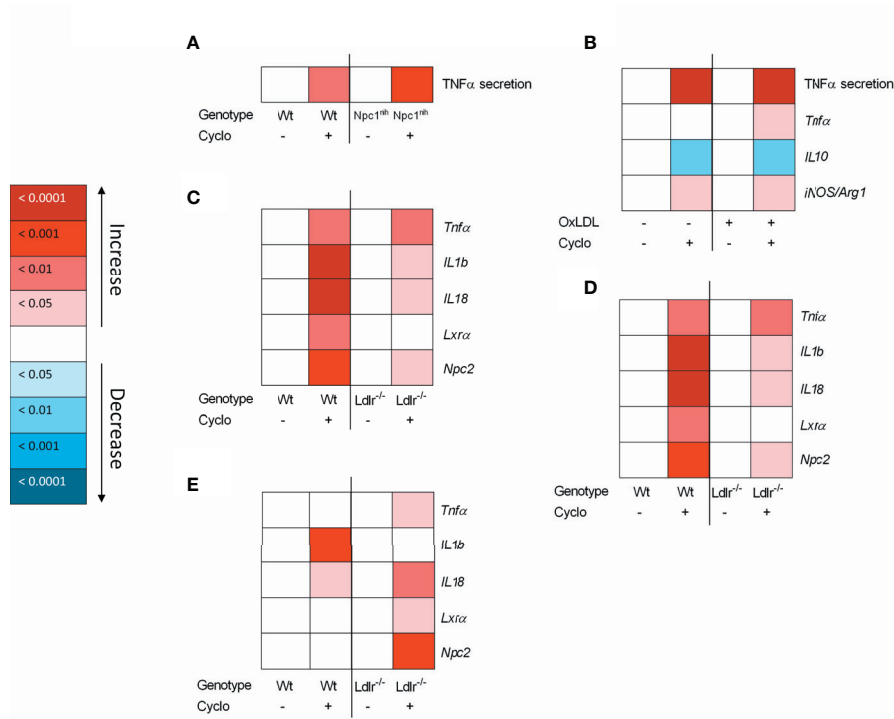 A
TNFα secretion
Genotype Wt Wt Npc1nih Npc1nih
Cyclo - + - +
B
TNFα secretion
Tnfα
IL10
iNOS/Arg1
OxLDL - - + +
Cyclo - + - +
< 0.0001
< 0.001
< 0.01
< 0.05
< 0.05
< 0.01
< 0.001
< 0.0001
Increase
Decrease
C
Tnfα
IL1b
IL18
Lxrα
Npc2
Genotype Wt Wt Ldlr-/- Ldlr-/-
Cyclo - + - +
D
Tnfα
IL1b
IL18
Lxrα
Npc2
Genotype Wt Wt Ldlr-/- Ldlr-/-
Cyclo - + - +
E
Tnfα
IL1b
IL18
Lxrα
Npc2
Genotype Wt Wt Ldlr-/- Ldlr-/-
Cyclo - + - +